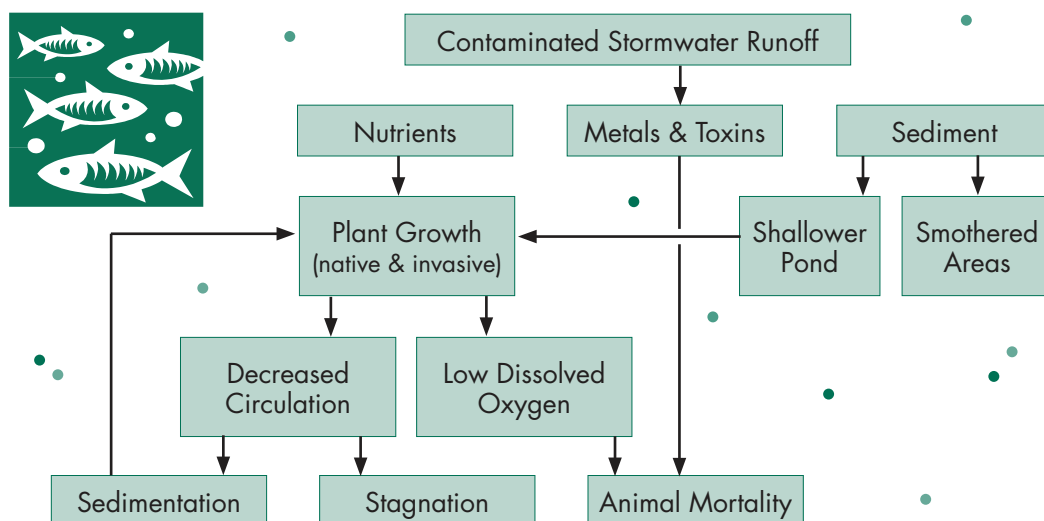 Contaminated Stormwater Runoff
Nutrients
Metals & Toxins
Sediment
Plant Growth
(native & invasive)
Shallower
Pond
Smothered
Areas
Decreased
Circulation
Low Dissolved
Oxygen
Sedimentation
Stagnation
Animal Mortality